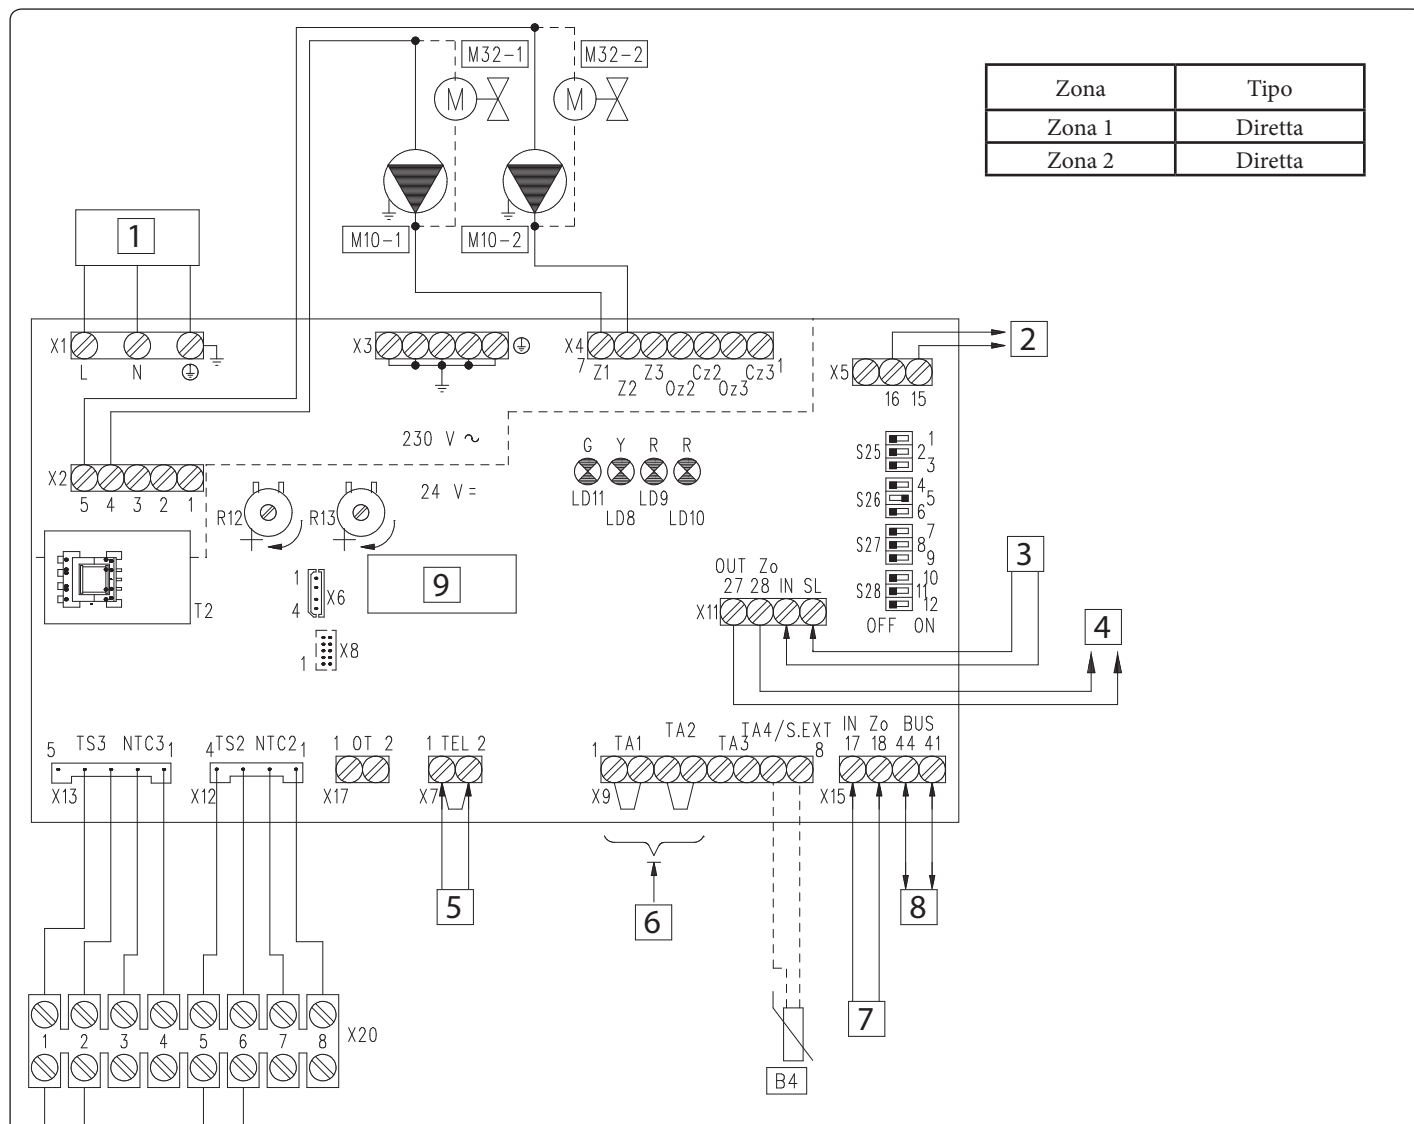 M32-1 M32-2
M M
Zona Tipo
Zona 1 Diretta
Zona 2 Diretta
1
M10-1 M10-2
X1 X3 X4 7 1 2
L N Z1 Z3 Cz2 Cz3
Z2 Oz2 Oz3
X5
16 15
230 V ~
G Y R R
S25 1 2 3
X2
5 4 3 2 1
24 V =
LD11 LD9
LD8 LD10
S26 4 5 6
R12 R13
S27 7 8 9
9
OUT Zo
27 28 IN SL
3
1 X6 4
S28 10 11 12
T2
X11
OFF ON
4
1 X8
5 TS3 NTC3 1
4 TS2 NTC2 1
1 OT 2
1 TEL 2
1 TA1 TA2 TA3 TA4/S.EXT 8
IN Zo BUS
17 18 44 41
X13 X12 X17 X7 X9 X15
5 6 8
7
1 2 3 4 5 6 7 8 X20
B4